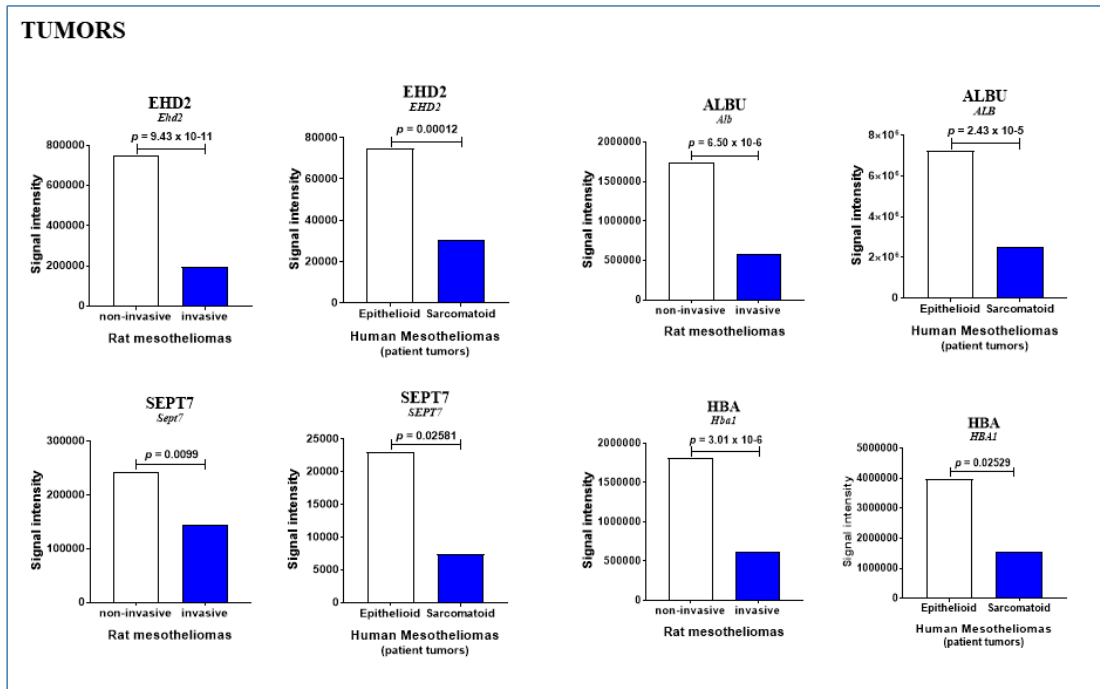 TUMORS
EHD2
Ehd2
p = 9.43 x 10-11
Signal intensity
800000
600000
400000
200000
0
non-invasive invasive
Rat mesotheliomas
EHD2
EHD2
p = 0.00012
Signal intensity
80000
60000
40000
20000
0
Epithelioid Sarcomatoid
Human Mesotheliomas
(patient tumors)
ALBU
Alb
p = 6.50 x 10-6
Signal intensity
2000000
1500000
1000000
500000
0
non-invasive invasive
Rat mesotheliomas
ALBU
ALB
p = 2.43 x 10-5
Signal intensity
8×10⁶
6×10⁶
4×10⁶
2×10⁶
0
Epithelioid Sarcomatoid
Human Mesotheliomas
(patient tumors)
SEPT7
Sept7
p = 0.0099
Signal intensity
300000
200000
100000
0
non-invasive invasive
Rat mesotheliomas
SEPT7
SEPT7
p = 0.02581
Signal intensity
25000
20000
15000
10000
5000
0
Epithelioid Sarcomatoid
Human Mesotheliomas
(patient tumors)
HBA
Hba1
p = 3.01 x 10-6
Signal intensity
2000000
1500000
1000000
500000
0
non-invasive invasive
Rat mesotheliomas
HBA
HBA1
p = 0.02529
Signal intensity
5000000
4000000
3000000
2000000
1000000
0
Epithelioid Sarcomatoid
Human Mesotheliomas
(patient tumors)